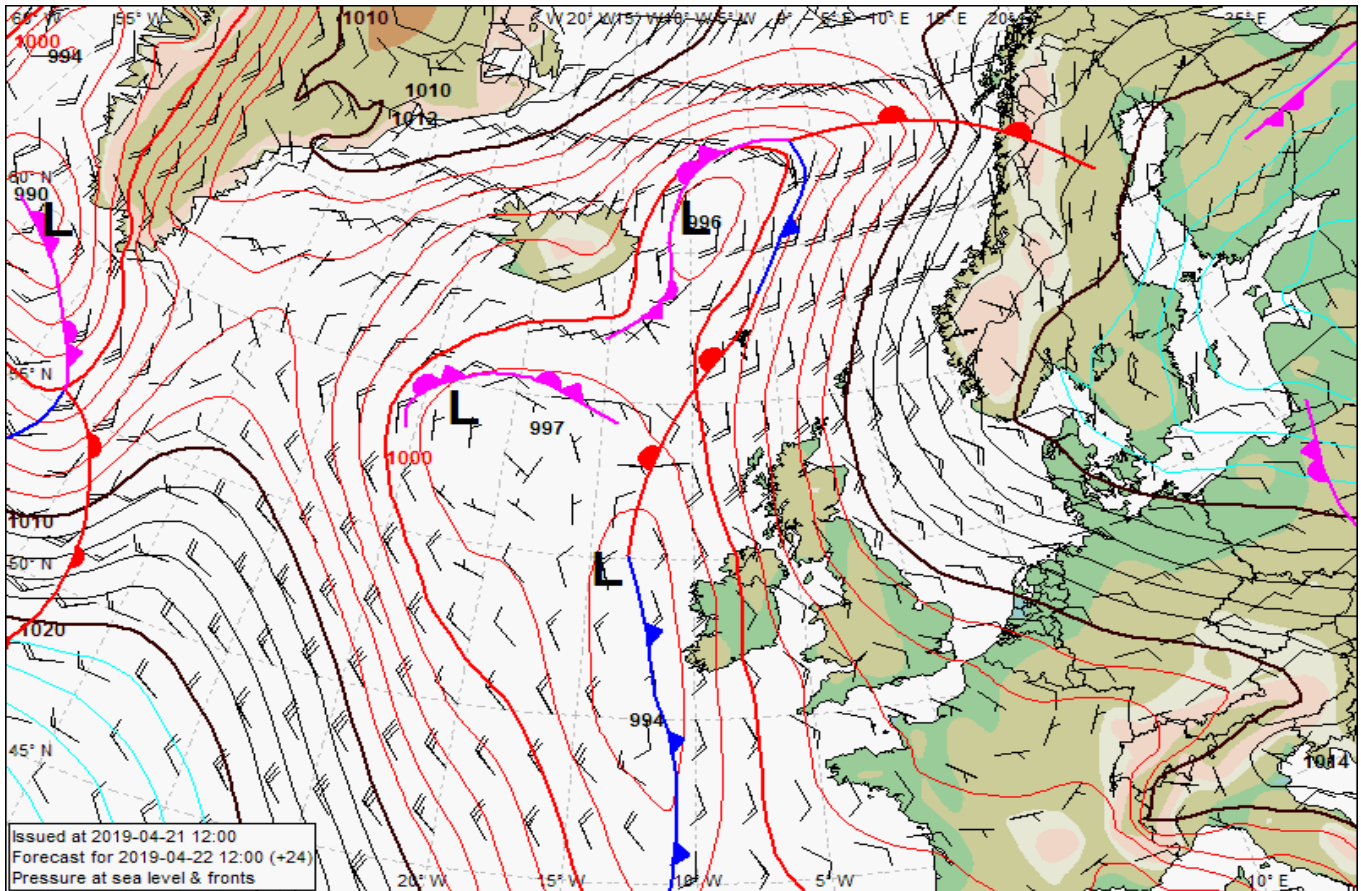 60° W
55° W
1010
W
20° W
15° W
10° W
5° W
0° E
5° E
10° E
15° E
20°
25° E
1000
994
1010
1012
60° N
990
L
L
996
55° N
L
997
1000
1010
50° N
L
1020
994
45° N
1014
Issued at 2019-04-21 12:00
Forecast for 2019-04-22 12:00 (+24)
Pressure at sea level & fronts
20° W
15° W
10° W
5° W
10° E